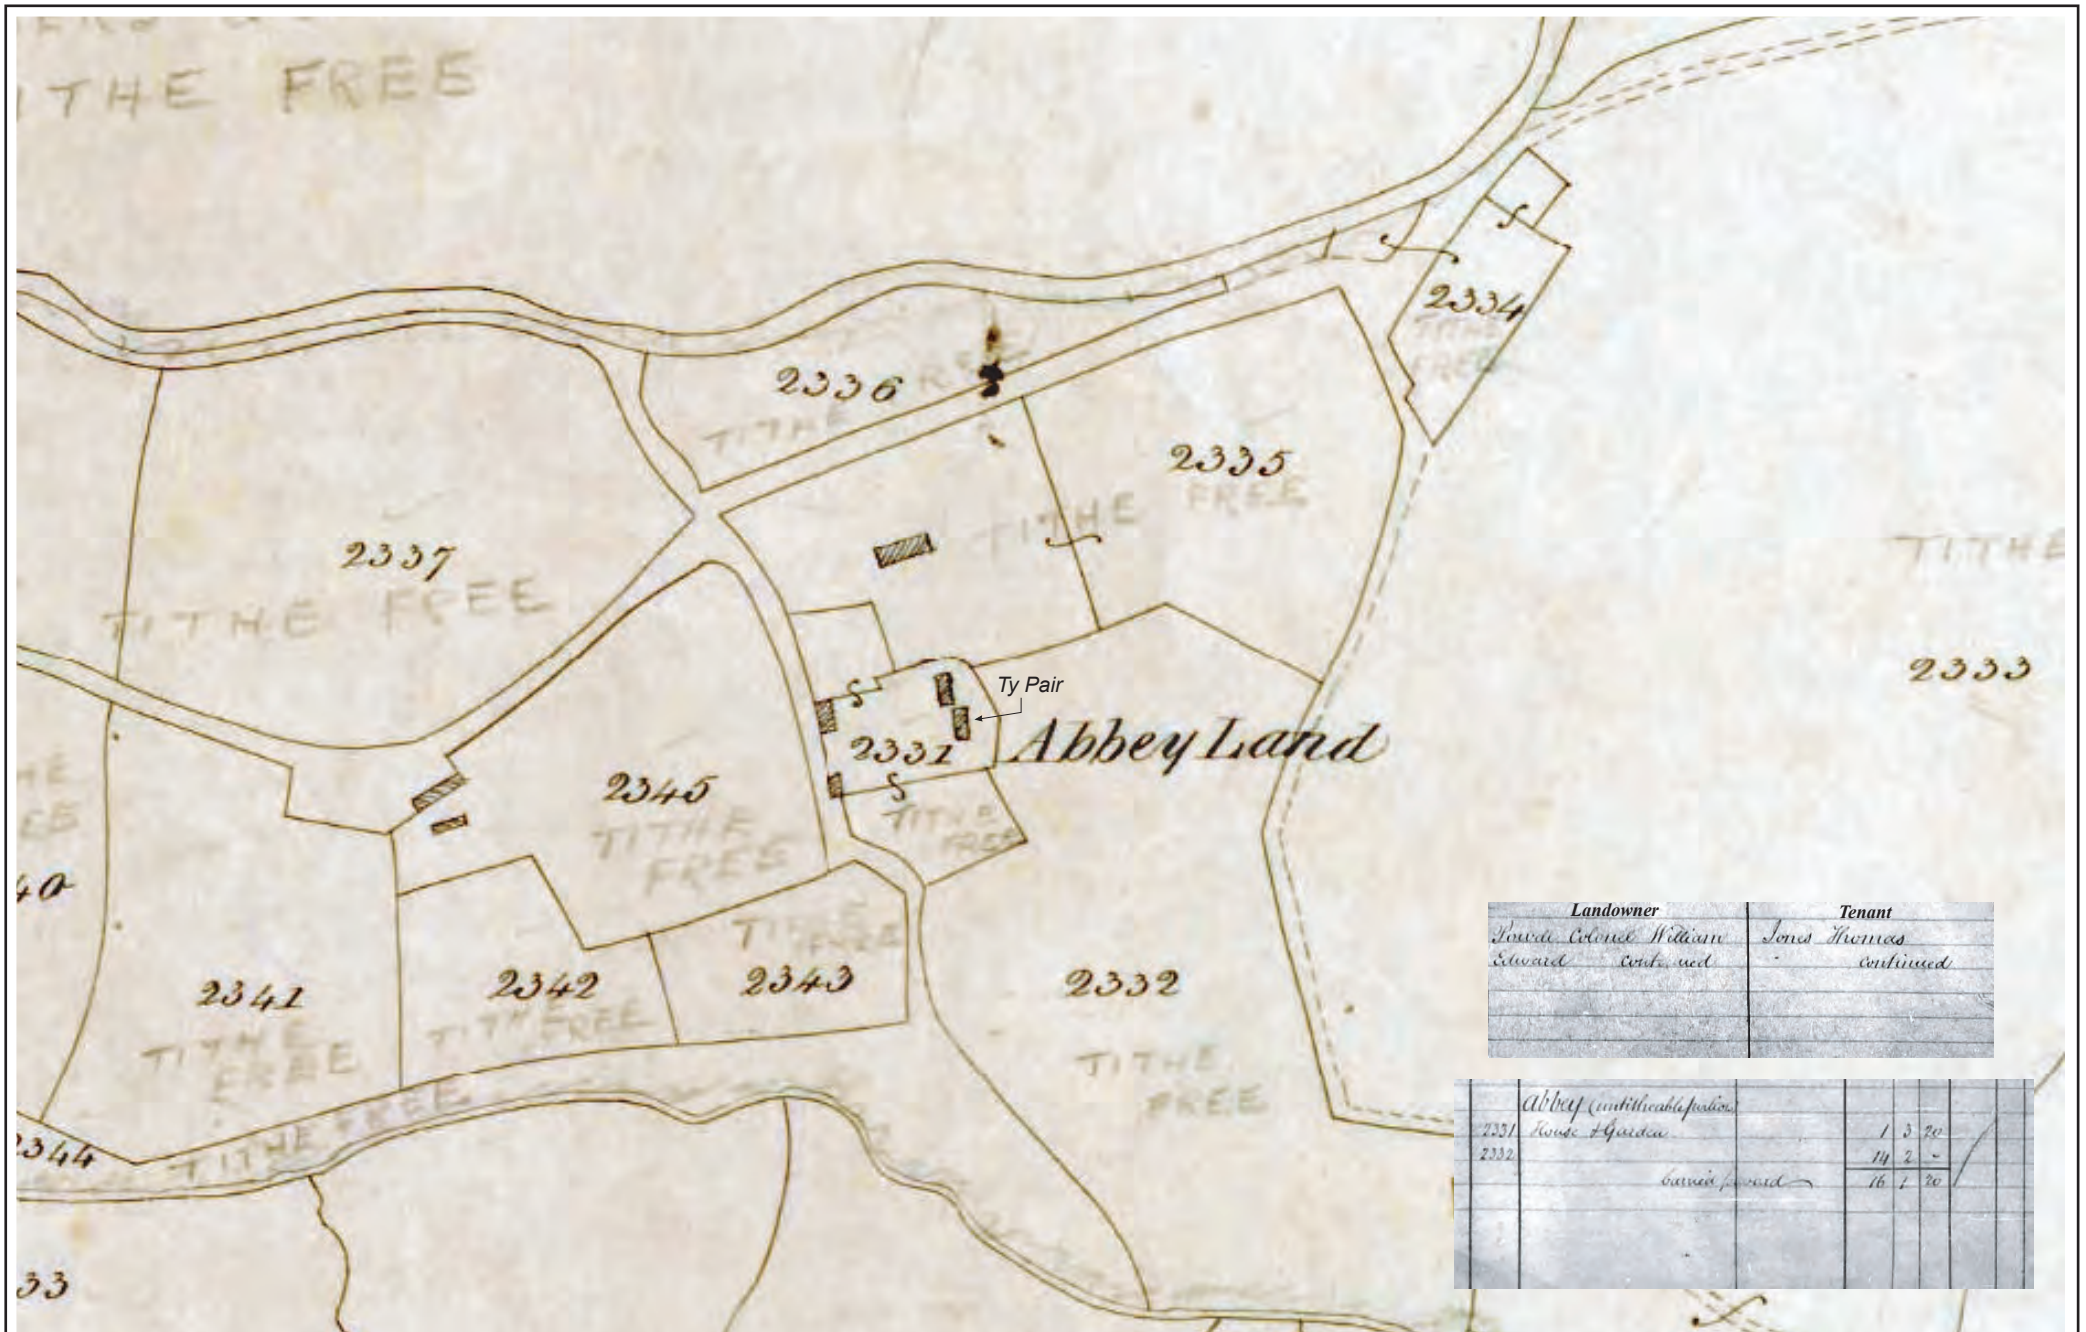 THE FREE
2336
TITHE
2334
TITHE
FREE
2335
FREE
TITHE
2337
TITHE FREE
TITHE
2333
Ty Pair
Abbey Land
2331
2345
TITHE
FREE
TITHE
FREE
40
2341
TITHE
FREE
2342
TITHE
FREE
TITHE
FREE
2343
2332
TITHE
FREE
TITHE FREE
2344
33
Landowner Tenant
Colonel William Jones Thomas
Edward continued continued
Abbey (untitheable portion)
2331 House & Garden 1 3 20
2332 14 2 -
carried forward 16 1 20